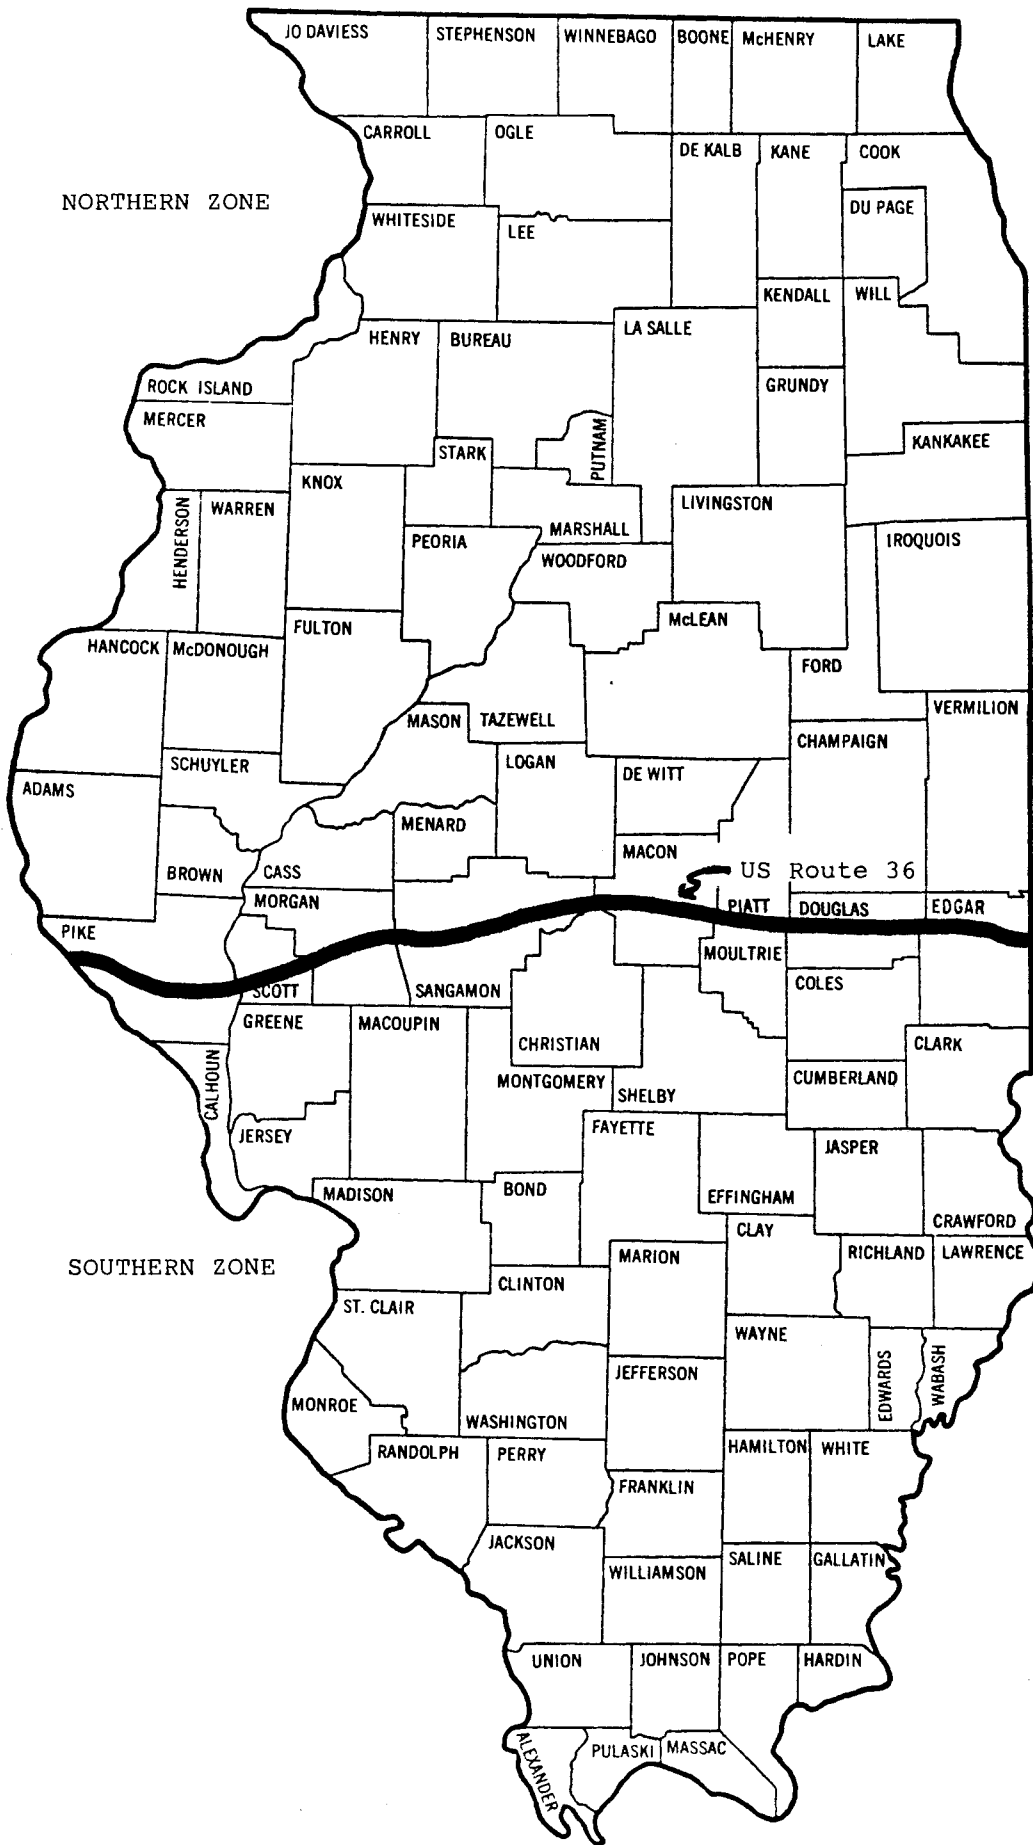 JO DAVIESS STEPHENSON WINNEBAGO BOONE McHENRY LAKE
CARROLL OGLE
DE KALB KANE COOK
NORTHERN ZONE
DU PAGE
WHITESIDE LEE
KENDALL WILL
HENRY BUREAU LA SALLE
ROCK ISLAND GRUNDY
MERCER
PUTNAM
KANKAKEE
STARK
KNOX
HENDERSON WARREN LIVINGSTON
PEORIA MARSHALL IROQUOIS
WOODFORD
FULTON McLEAN
HANCOCK McDONOUGH
FORD
MASON TAZEWELL VERMILION
CHAMPAIGN
SCHUYLER LOGAN DE WITT
ADAMS
MENARD
MACON
BROWN CASS US Route 36
MORGAN PIATT DOUGLAS EDGAR
PIKE
MOULTRIE
SCOTT SANGAMON COLES
GREENE MACOUPIN
CHRISTIAN CLARK
CALHOUN MONTGOMERY CUMBERLAND
SHELBY
JERSEY FAYETTE
JASPER
MADISON BOND EFFINGHAM
CLAY CRAWFORD
SOUTHERN ZONE
MARION RICHLAND LAWRENCE
CLINTON
ST. CLAIR
WAYNE
JEFFERSON EDWARDS WABASH
MONROE
WASHINGTON
RANDOLPH PERRY HAMILTON WHITE
FRANKLIN
JACKSON
WILLIAMSON SALINE GALLATIN
UNION JOHNSON POPE HARDIN
ALEXANDER PULASKI MASSAC